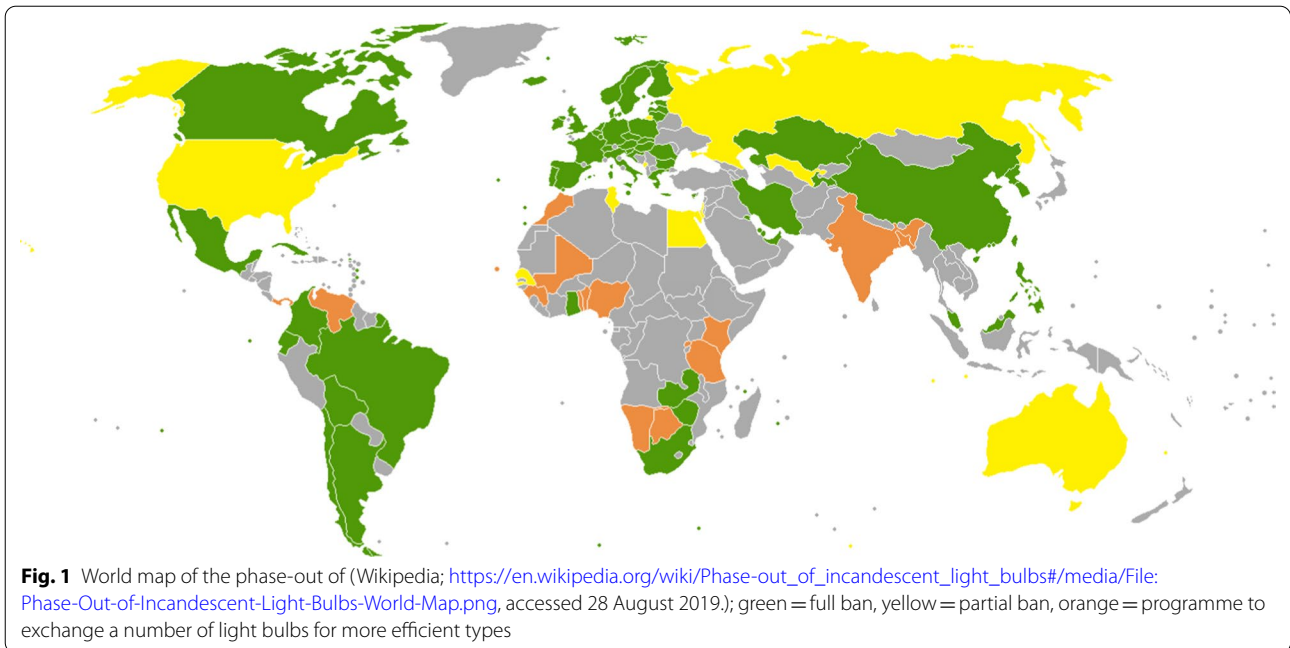 Fig. 1 World map of the phase-out of (Wikipedia; https://en.wikipedia.org/wiki/Phase-out_of_incandescent_light_bulbs#/media/File:
Phase-Out-of-Incandescent-Light-Bulbs-World-Map.png, accessed 28 August 2019.); green = full ban, yellow = partial ban, orange = programme to
exchange a number of light bulbs for more efficient types